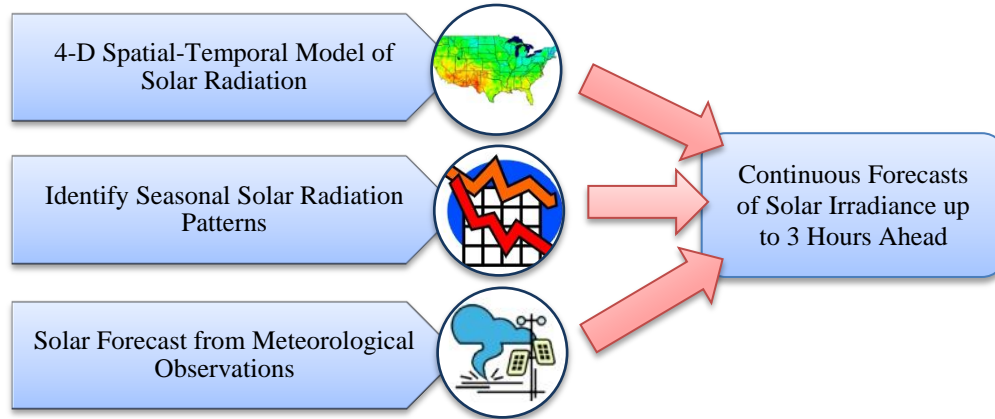 4-D Spatial-Temporal Model of
Solar Radiation
Identify Seasonal Solar Radiation
Patterns
Solar Forecast from Meteorological
Observations
Continuous Forecasts
of Solar Irradiance up
to 3 Hours Ahead